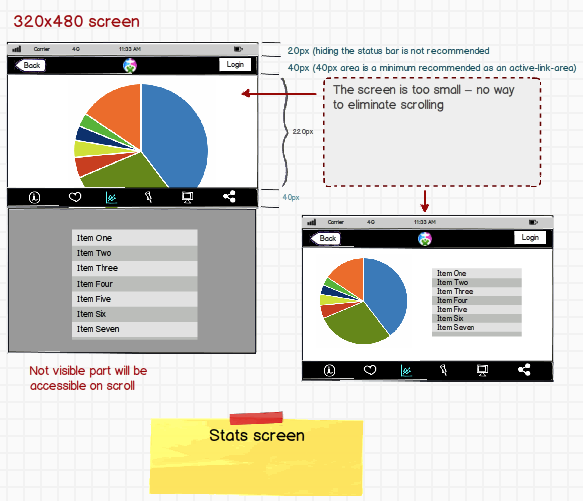 320x480 screen
Carrier 4G 11:33 AM
Back
Login
20px (hiding the status bar is not recommended
40px (40px area is a minimum recommended as an active-link-area)
The screen is too small – no way
to eliminate scrolling
220px
40px
Item One
Item Two
Item Three
Item Four
Item Five
Item Six
Item Seven
Not visible part will be
accessible on scroll
Carrier 4G 11:33 AM
Back
Login
Item One
Item Two
Item Three
Item Four
Item Five
Item Six
Item Seven
Stats screen